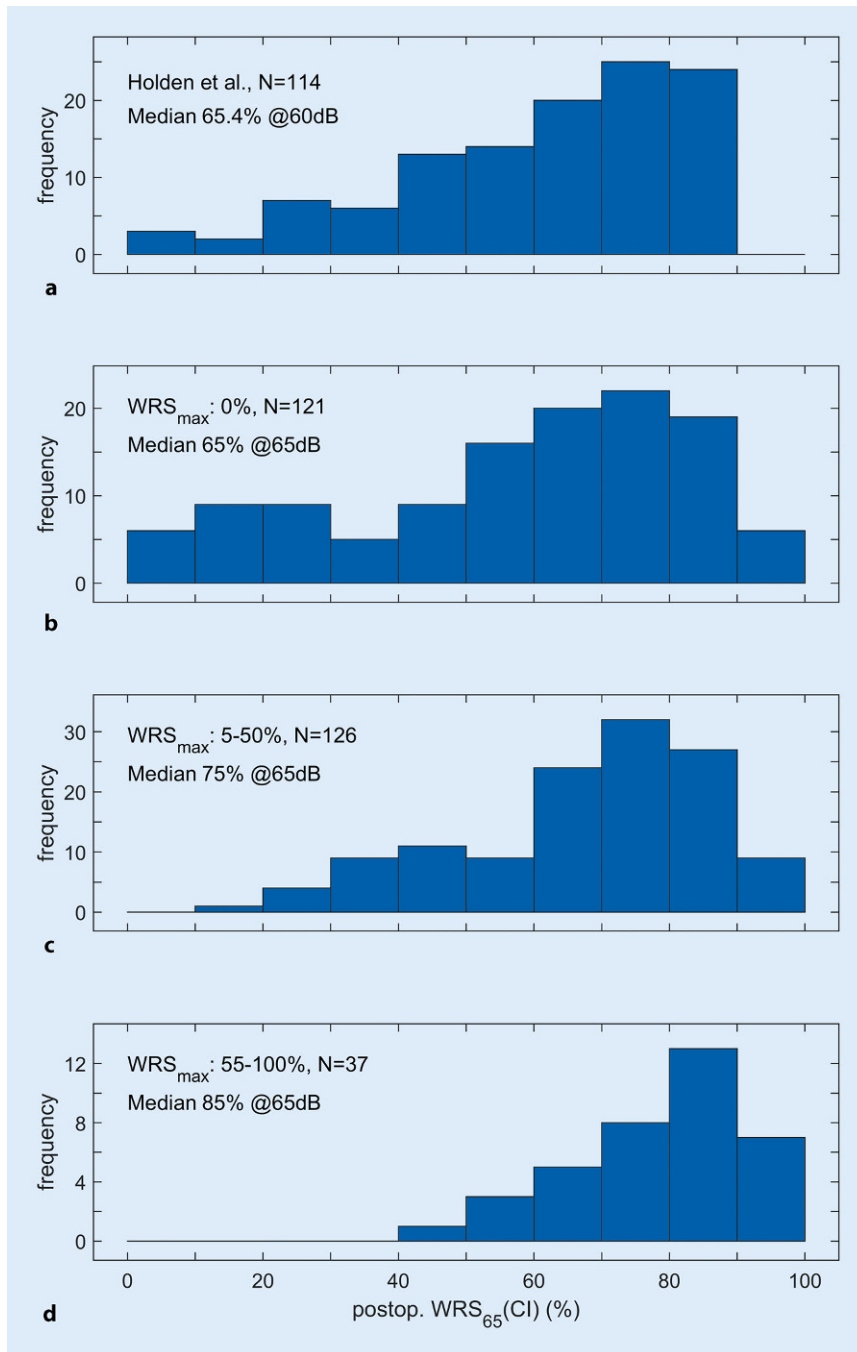 Holden et al., N=114
Median 65.4% @60dB
frequency
20
10
0
a
WRSmax: 0%, N=121
Median 65% @65dB
frequency
20
10
0
b
WRSmax: 5-50%, N=126
Median 75% @65dB
frequency
30
20
10
0
c
WRSmax: 55-100%, N=37
Median 85% @65dB
frequency
12
8
4
0
0 20 40 60 80 100
postop. WRS65(CI) (%)
d